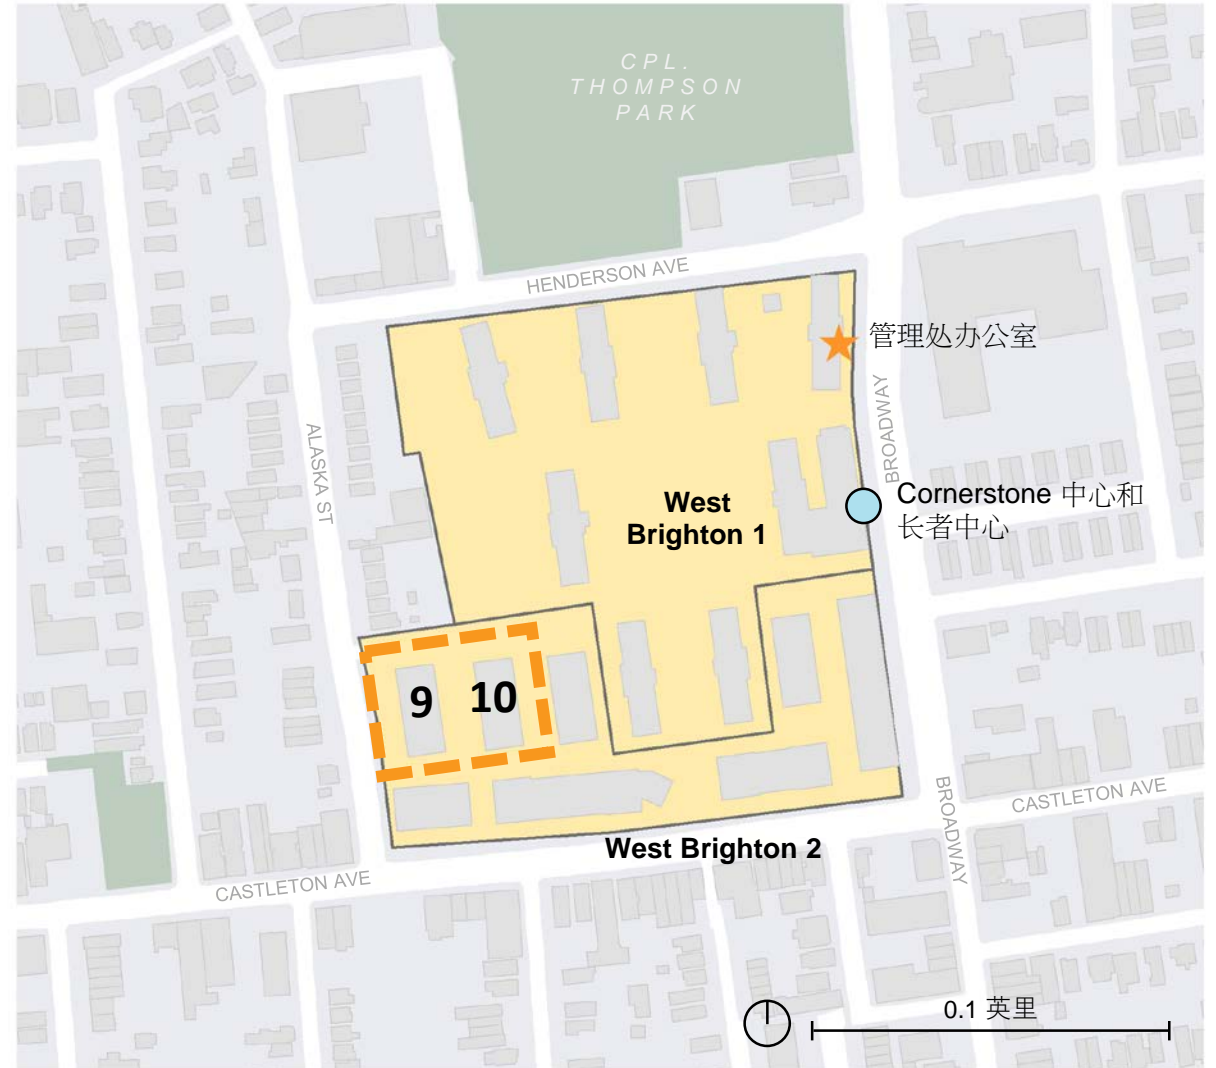 CPL.
THOMPSON
PARK
HENDERSON AVE
管理处办公室
BROADWAY
ALASKA ST
West
Brighton 1
Cornerstone 中心和
长者中心
9
10
BROADWAY
CASTLETON AVE
West Brighton 2
CASTLETON AVE
0.1 英里